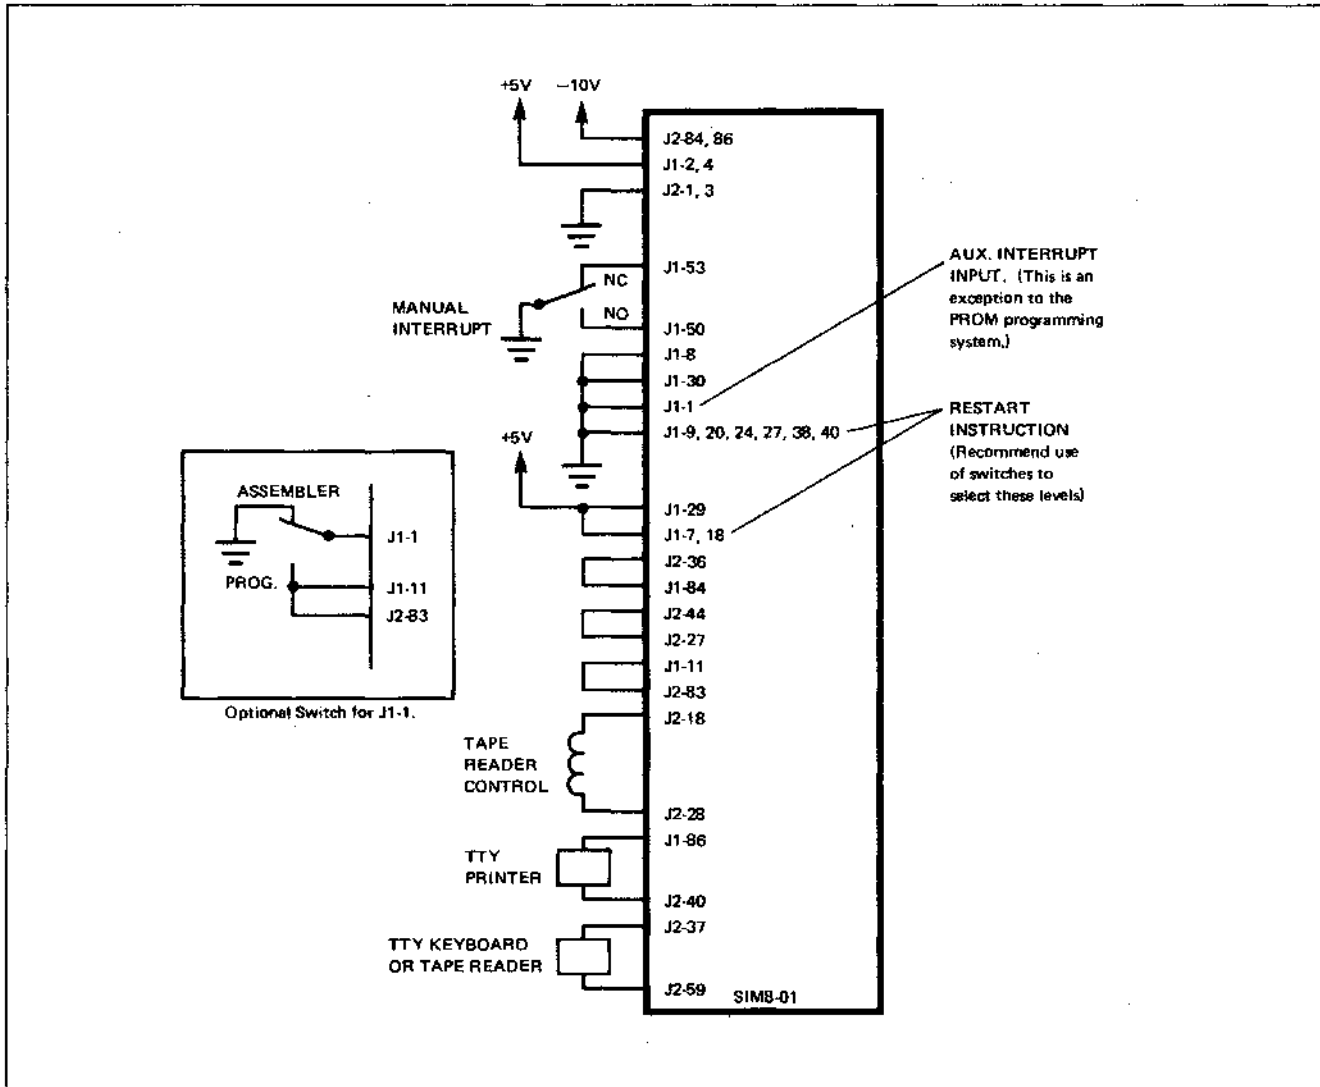 +5V -10V
J2-84, 86
J1-2, 4
J2-1, 3
J1-53
NC
MANUAL
INTERRUPT
NO
J1-50
J1-8
J1-30
J1-1
J1-9, 20, 24, 27, 38, 40
+5V
J1-29
J1-7, 18
J2-36
J1-84
J2-44
J2-27
J1-11
J2-83
J2-18
TAPE
READER
CONTROL
J2-28
J1-86
TTY
PRINTER
J2-40
J2-37
TTY KEYBOARD
OR TAPE READER
J2-59
SIM8-01
AUX. INTERRUPT
INPUT. (This is an
exception to the
PROM programming
system.)
RESTART
INSTRUCTION
(Recommend use
of switches to
select these levels)
ASSEMBLER
J1-1
PROG.
J1-11
J2-83
Optional Switch for J1-1.